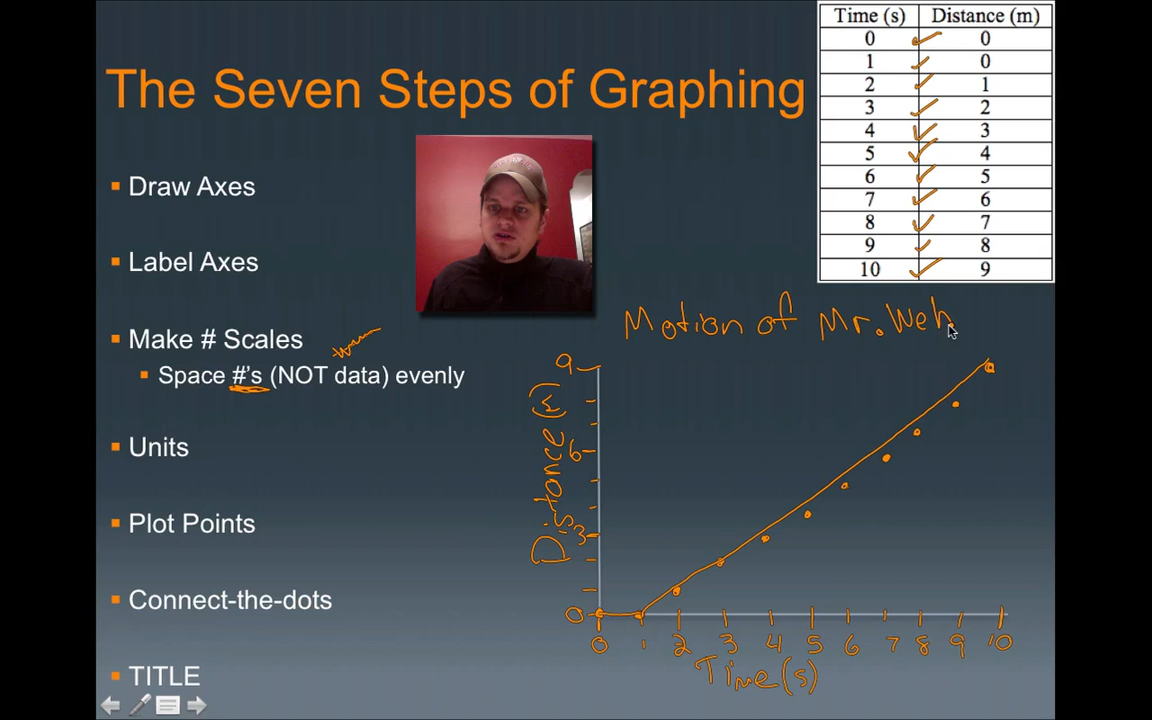 The Seven Steps of Graphing
Draw Axes
Label Axes
Make # Scales
Space #'s (NOT data) evenly
Units
Plot Points
Connect-the-dots
TITLE
Time (s) Distance (m)
0 0
1 0
2 1
3 2
4 3
5 4
6 5
7 6
8 7
9 8
10 9
Motion of Mr. Weh
Distance (m)
9
6
3
0
0 1 2 3 4 5 6 7 8 9 10
Time (s)